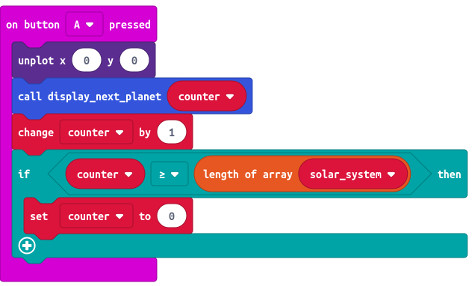 on button A pressed
unplot x 0 y 0
call display_next_planet counter
change counter by 1
if counter ≥ length of array solar_system then
set counter to 0